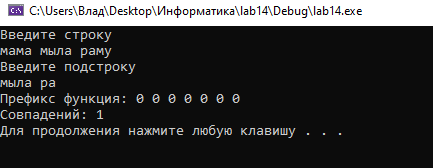 C:\Users\Влад\Desktop\Информатика\lab14\Debug\lab14.exe
Введите строку
мама мыла раму
Введите подстроку
мыла ра
Префикс функция: 0 0 0 0 0 0 0
Совпадений: 1
Для продолжения нажмите любую клавишу . . .